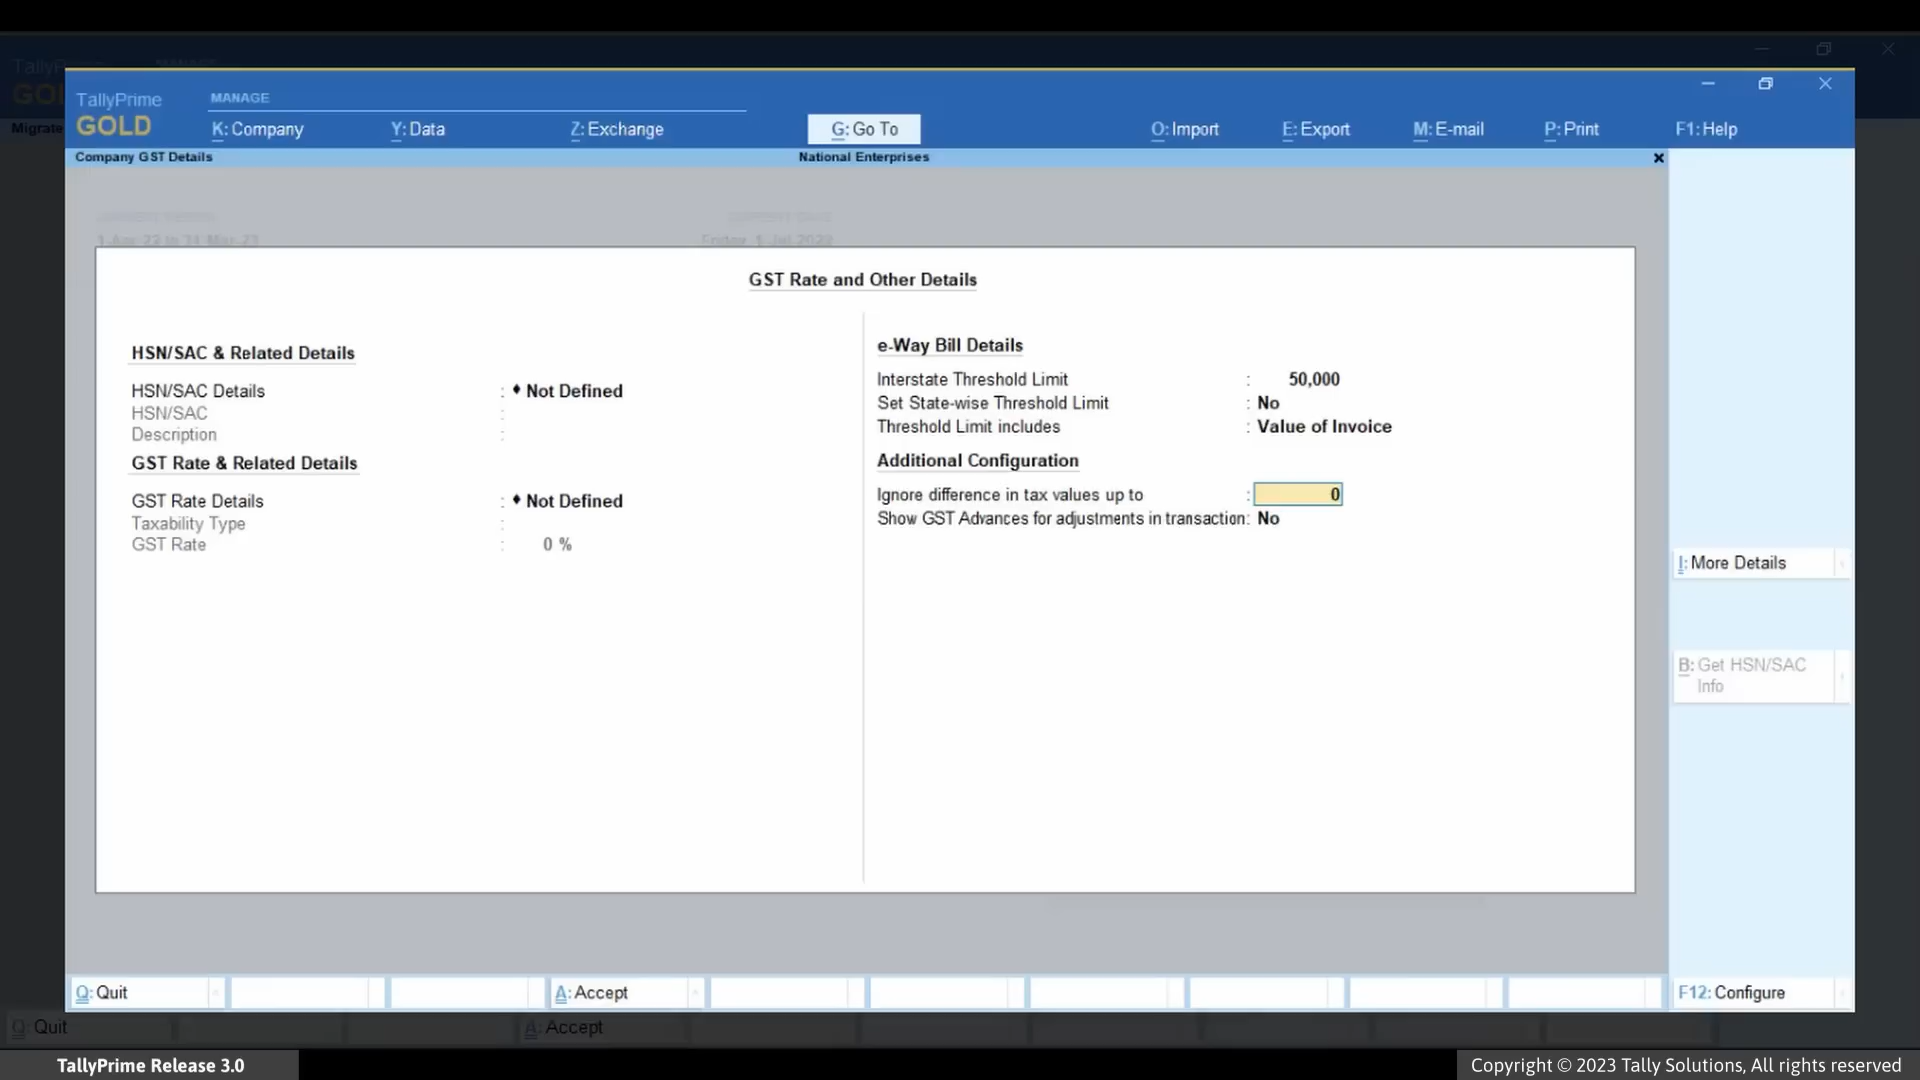 TallyPrime
MANAGE
GOLD
K: Company
Y: Data
Z: Exchange
G: Go To
O: Import
E: Export
M: E-mail
P: Print
F1: Help
Company GST Details
National Enterprises
GST Rate and Other Details
HSN/SAC & Related Details
HSN/SAC Details : ♦ Not Defined
HSN/SAC :
Description :
GST Rate & Related Details
GST Rate Details : ♦ Not Defined
Taxability Type :
GST Rate : 0 %
e-Way Bill Details
Interstate Threshold Limit : 50,000
Set State-wise Threshold Limit : No
Threshold Limit includes : Value of Invoice
Additional Configuration
Ignore difference in tax values up to : 0
Show GST Advances for adjustments in transaction: No
I: More Details
B: Get HSN/SAC
Info
Q: Quit
A: Accept
F12: Configure
Q: Quit
A: Accept
TallyPrime Release 3.0
Copyright © 2023 Tally Solutions, All rights reserved